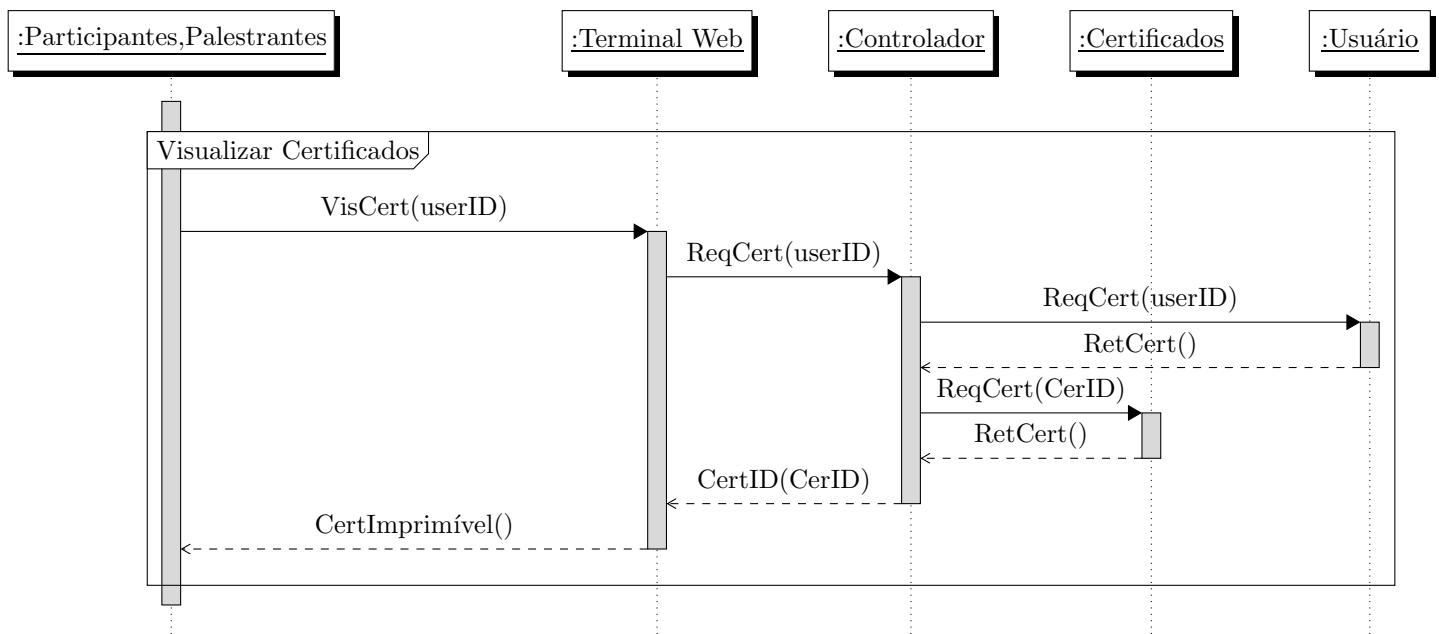 :Participantes,Palestrantes
:Terminal Web
:Controlador
:Certificados
:Usuário
Visualizar Certificados
VisCert(userID)
ReqCert(userID)
ReqCert(userID)
RetCert()
ReqCert(CerID)
RetCert()
CertID(CerID)
CertImprimível()